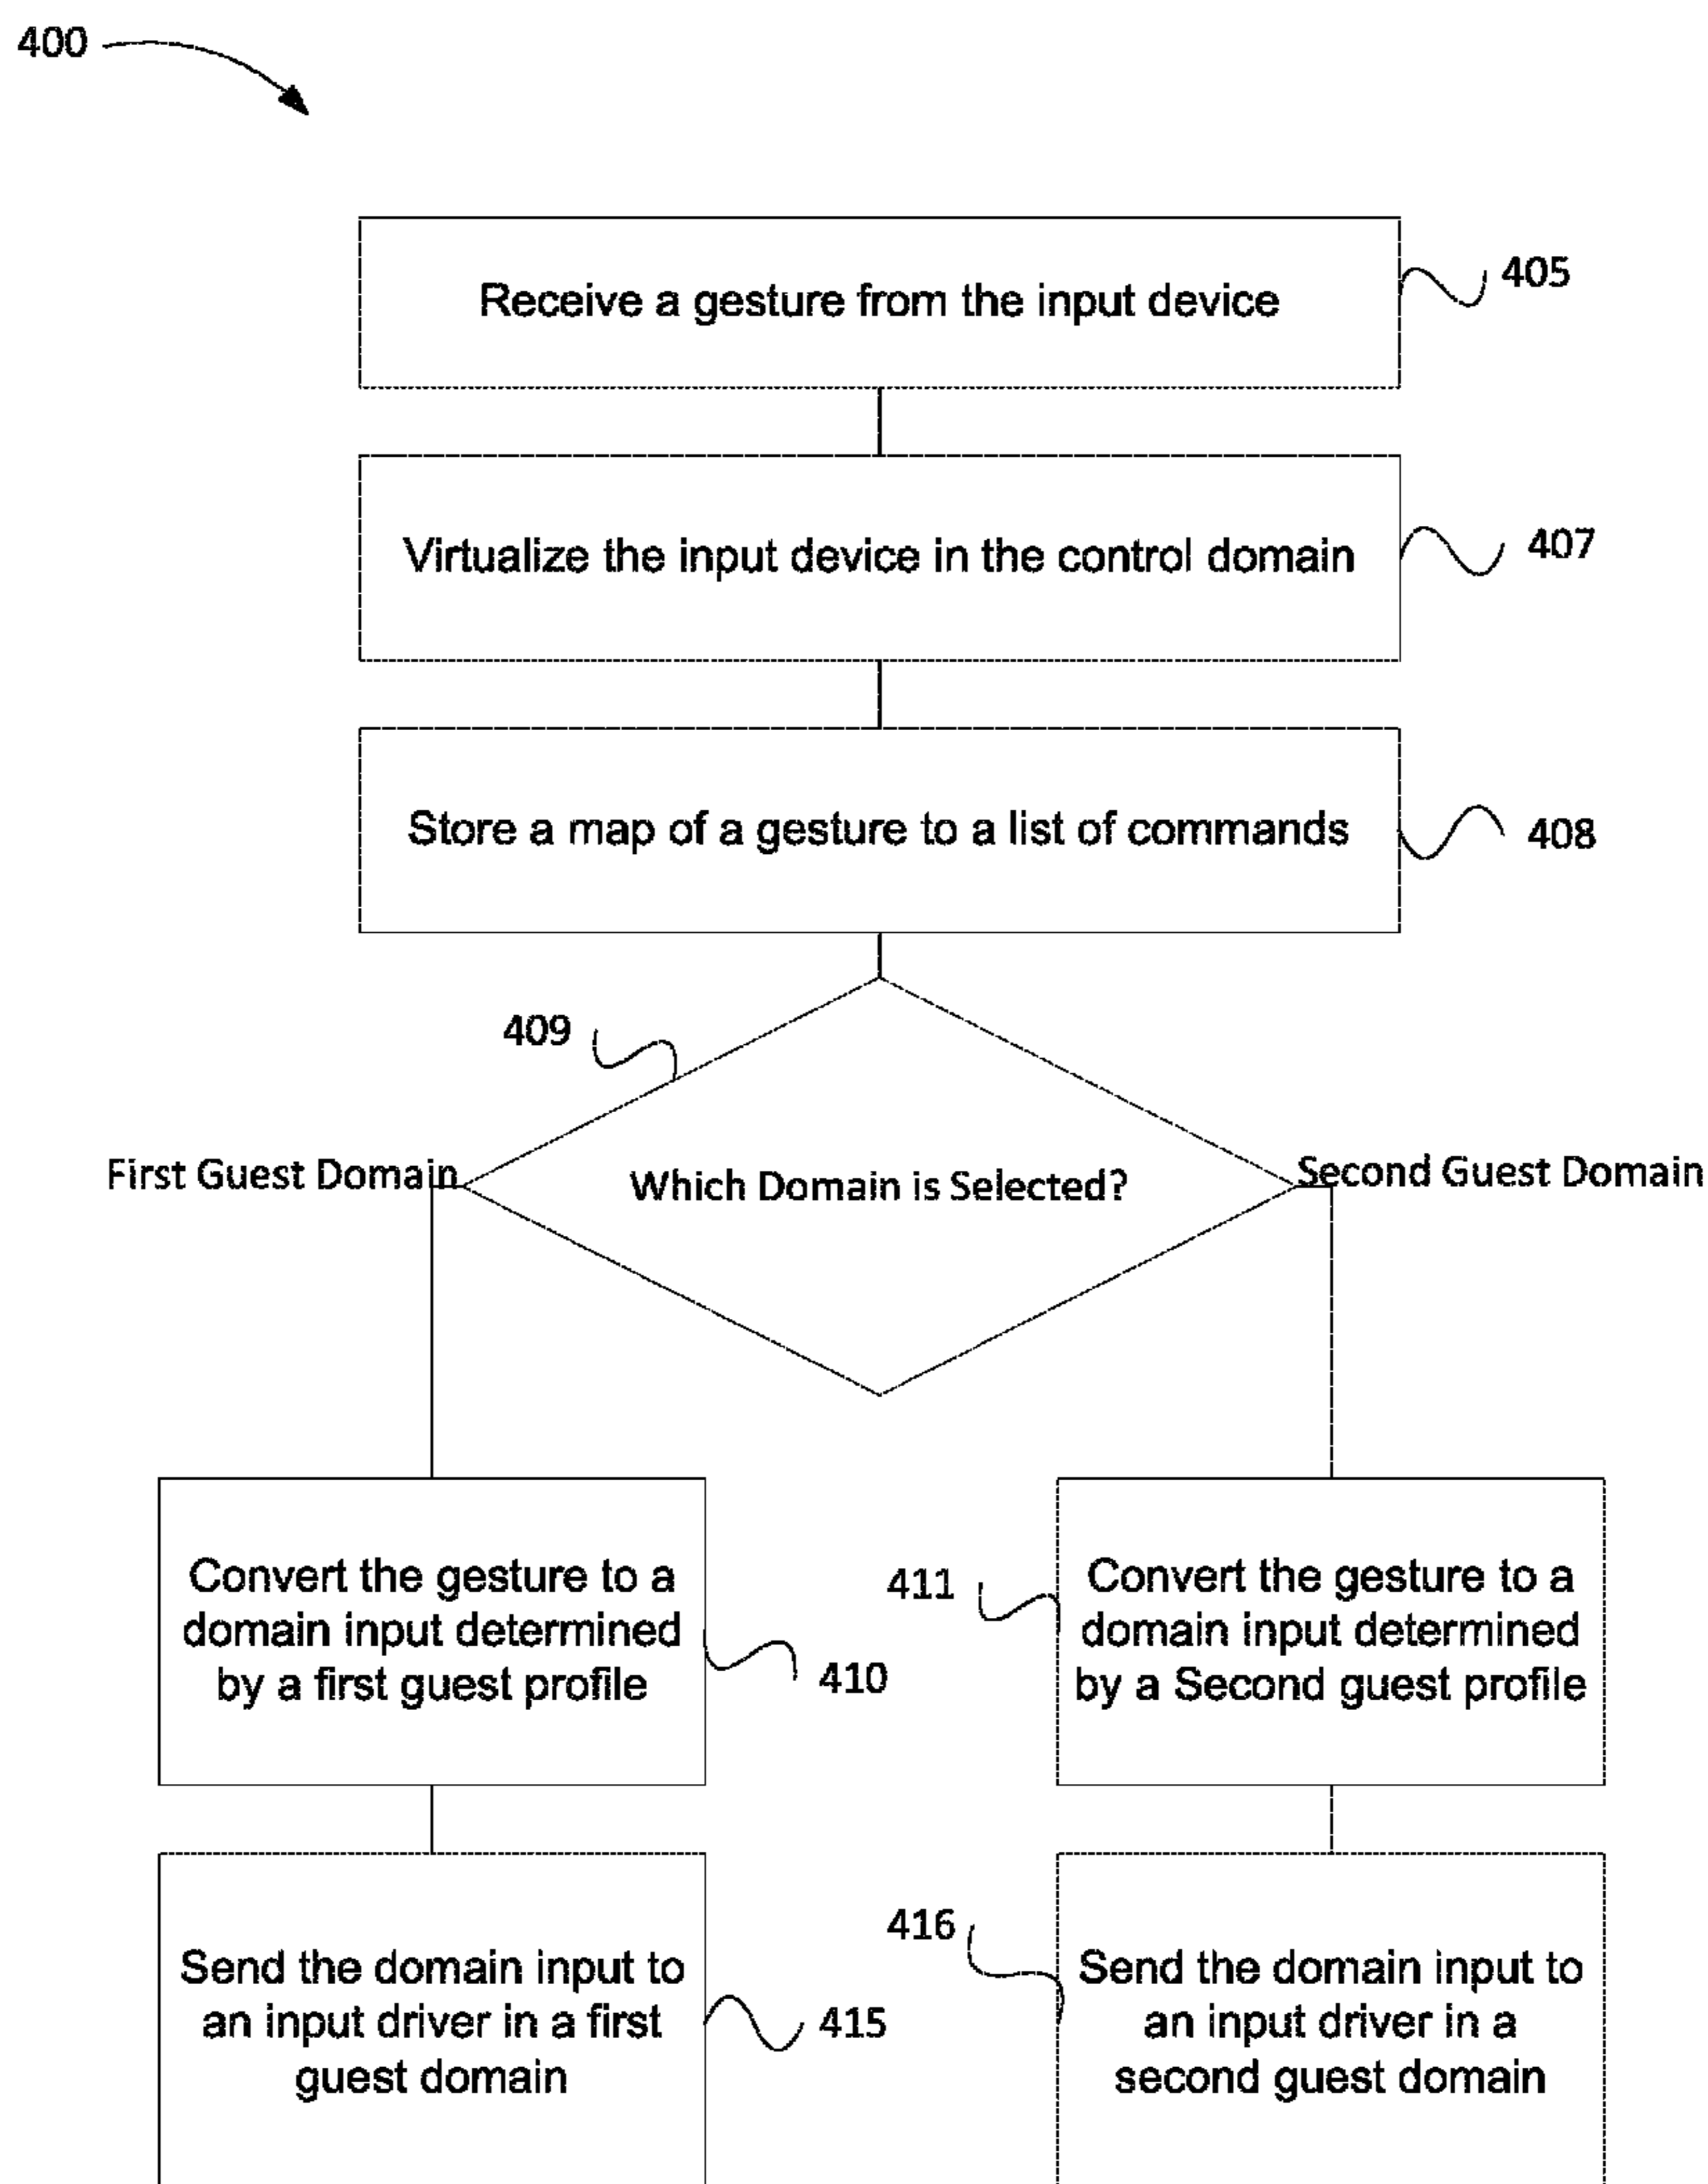 400
Receive a gesture from the input device
405
Virtualize the input device in the control domain
407
Store a map of a gesture to a list of commands
408
409
First Guest Domain
Which Domain is Selected?
Second Guest Domain
Convert the gesture to a
domain input determined
by a first guest profile
410
411
Convert the gesture to a
domain input determined
by a Second guest profile
Send the domain input to
an input driver in a first
guest domain
415
416
Send the domain input to
an input driver in a
second guest domain